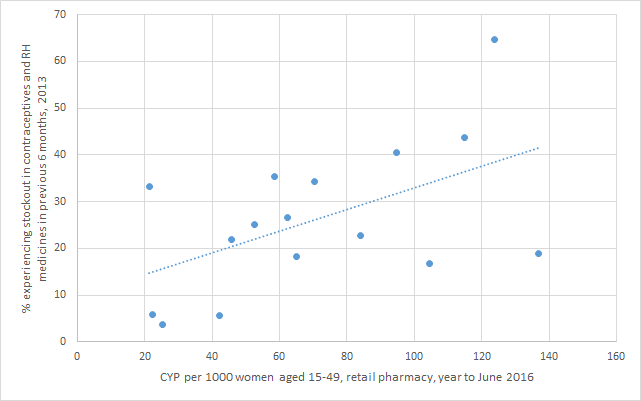 % experiencing stockout in contraceptives and RH
medicines in previous 6 months, 2013
70
60
50
40
30
20
10
0
0 20 40 60 80 100 120 140 160
CYP per 1000 women aged 15-49, retail pharmacy, year to June 2016